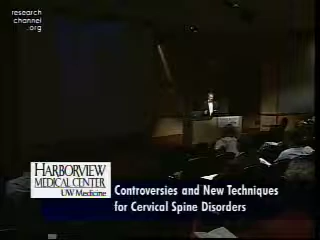 research
channel
.org
HARBORVIEW
MEDICAL CENTER
UW Medicine
Controversies and New Techniques
for Cervical Spine Disorders